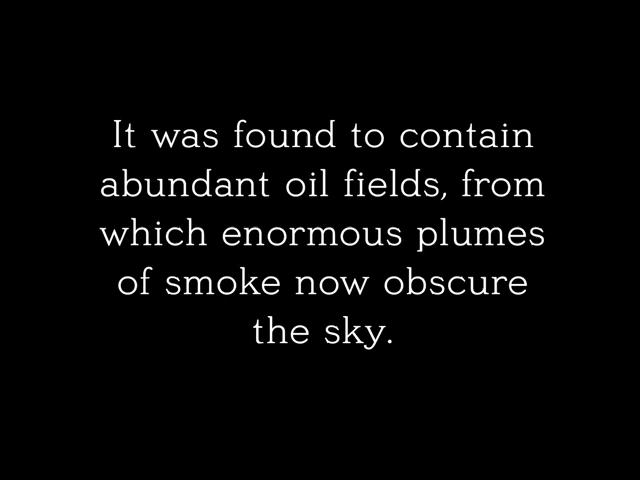 It was found to contain
abundant oil fields, from
which enormous plumes
of smoke now obscure
the sky.